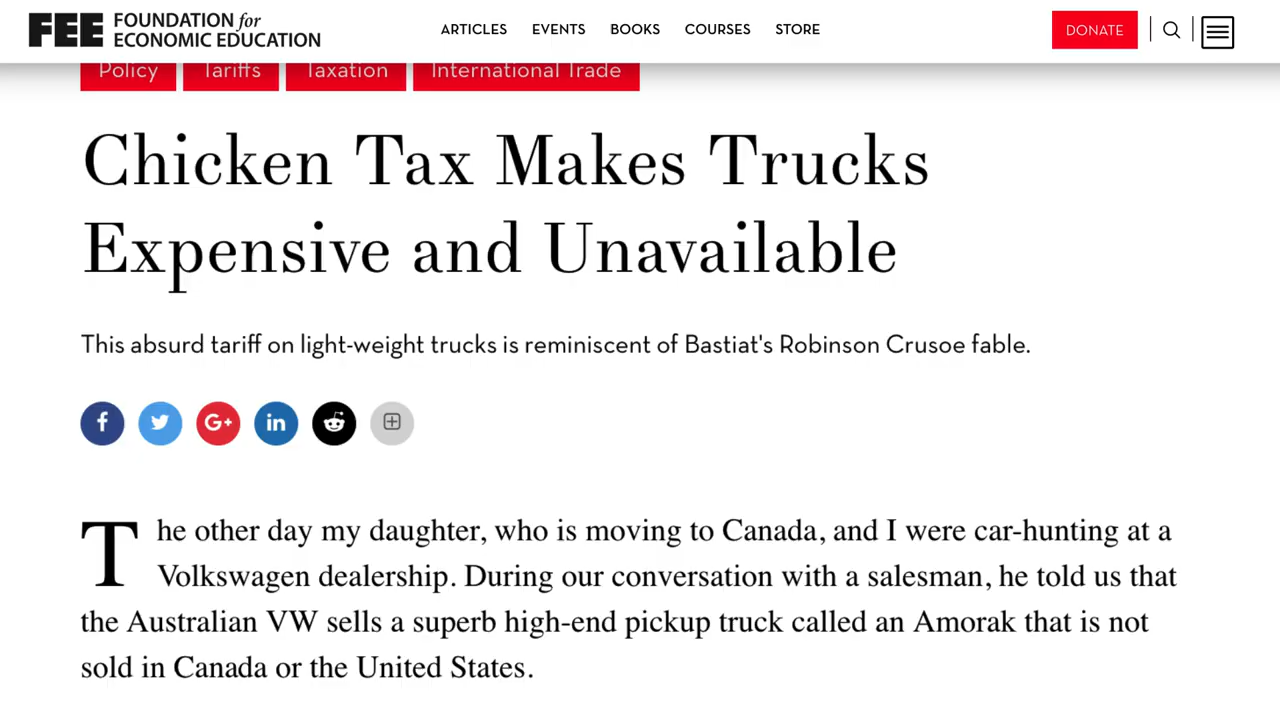 FEE FOUNDATION for
ECONOMIC EDUCATION
ARTICLES EVENTS BOOKS COURSES STORE
DONATE
Policy Tariffs Taxation International Trade
Chicken Tax Makes Trucks
Expensive and Unavailable
This absurd tariff on light-weight trucks is reminiscent of Bastiat's Robinson Crusoe fable.
f G+ in
The other day my daughter, who is moving to Canada, and I were car-hunting at a
Volkswagen dealership. During our conversation with a salesman, he told us that
the Australian VW sells a superb high-end pickup truck called an Amorak that is not
sold in Canada or the United States.